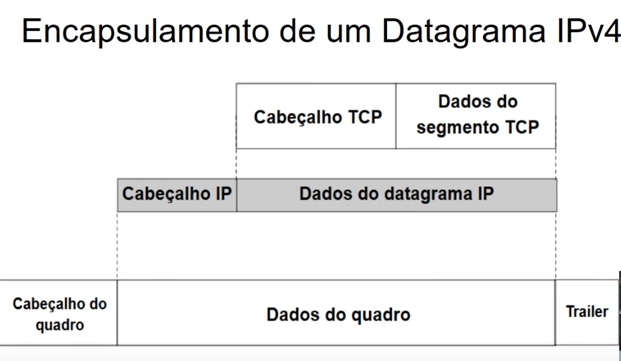 Encapsulamento de um Datagrama IPv4
Cabeçalho TCP
Dados do
segmento TCP
Cabeçalho IP
Dados do datagrama IP
Cabeçalho do
quadro
Dados do quadro
Trailer